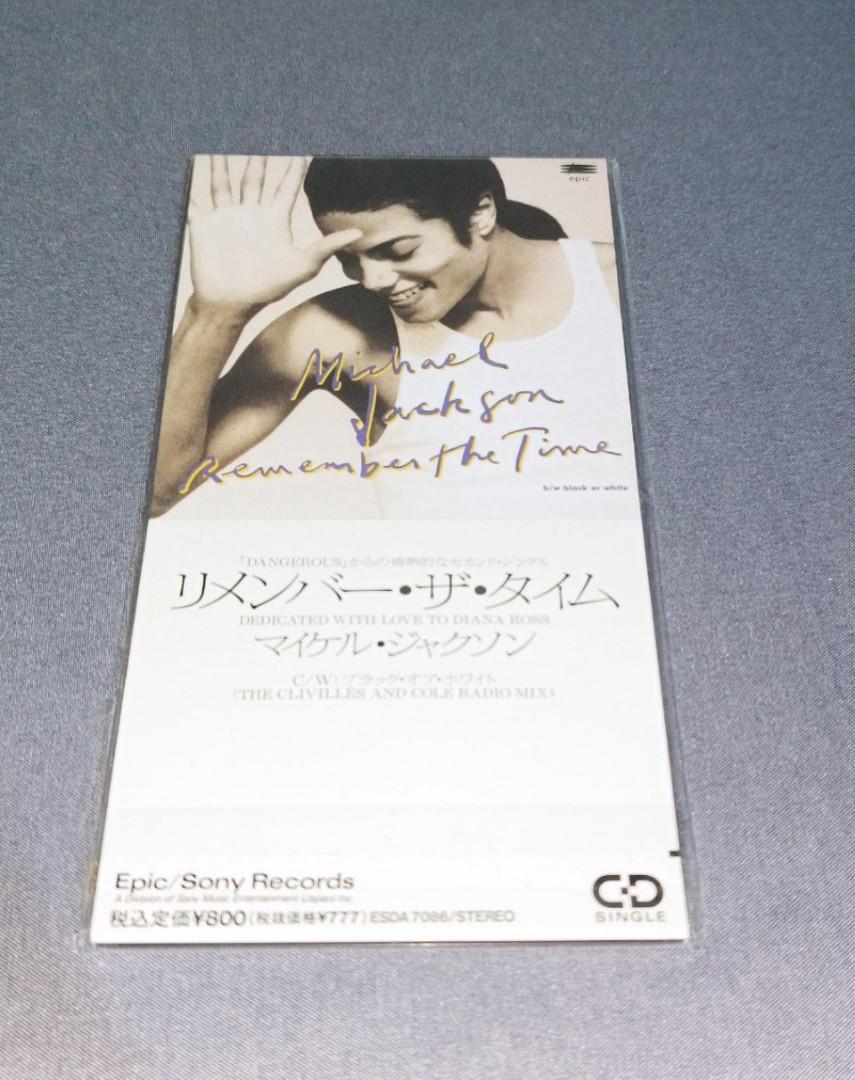 epic
Michael
Jackson
Remember the Time
b/w black or white
「DANGEROUS」からの情熱的なセカンド・シングル
リメンバー・ザ・タイム
DEDICATED WITH LOVE TO DIANA ROSS
マイケル・ジャクソン
C/W:ブラック・オア・ホワイト
(THE CLIVILLÉS AND COLE RADIO MIX)
Epic/Sony Records
A Division of Sony Music Entertainment (Japan) Inc.
税込定価¥800(税抜価格¥777) ESDA 7086/STEREO
CD
SINGLE